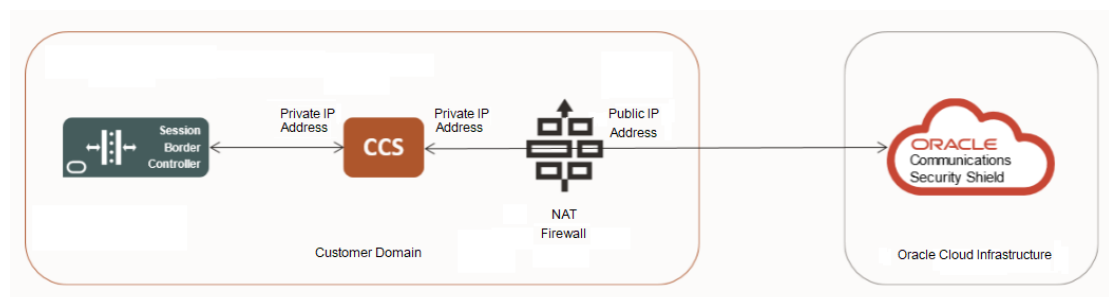 Session
Border
Controller
Private IP
Address
CCS
Private IP
Address
NAT
Firewall
Public IP
Address
Customer Domain
ORACLE
Communications
Security Shield
Oracle Cloud Infrastructure